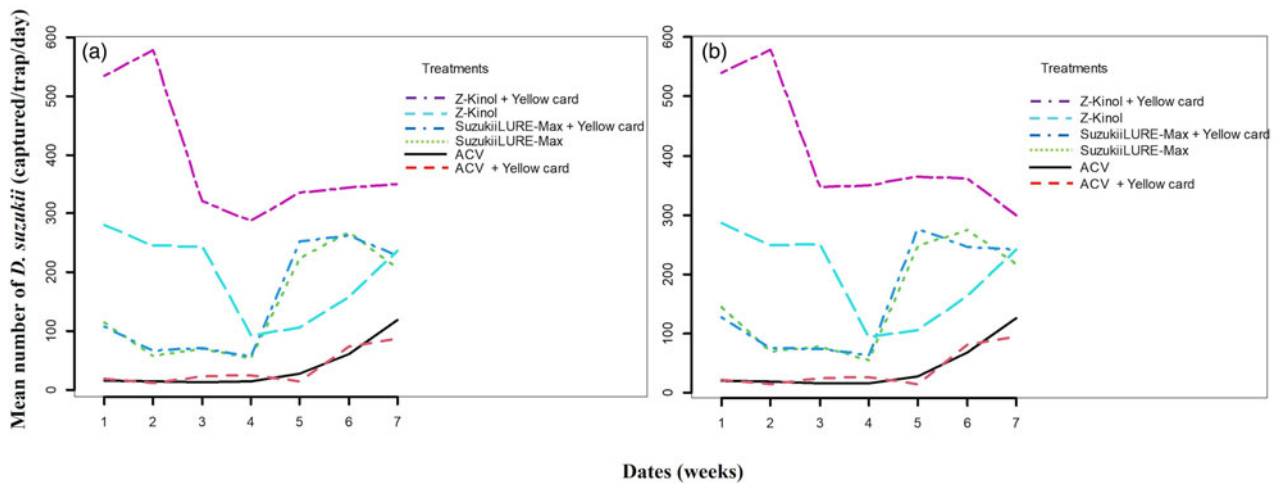 Mean number of D. suzukii (captured/trap/day)
(a)
600
500
400
300
200
100
0
1 2 3 4 5 6 7
Treatments
Z-Kinol + Yellow card
Z-Kinol
SuzukiiLURE-Max + Yellow card
SuzukiiLURE-Max
ACV
ACV + Yellow card
(b)
600
500
400
300
200
100
0
1 2 3 4 5 6 7
Treatments
Z-Kinol + Yellow card
Z-Kinol
SuzukiiLURE-Max + Yellow card
SuzukiiLURE-Max
ACV
ACV + Yellow card
Dates (weeks)